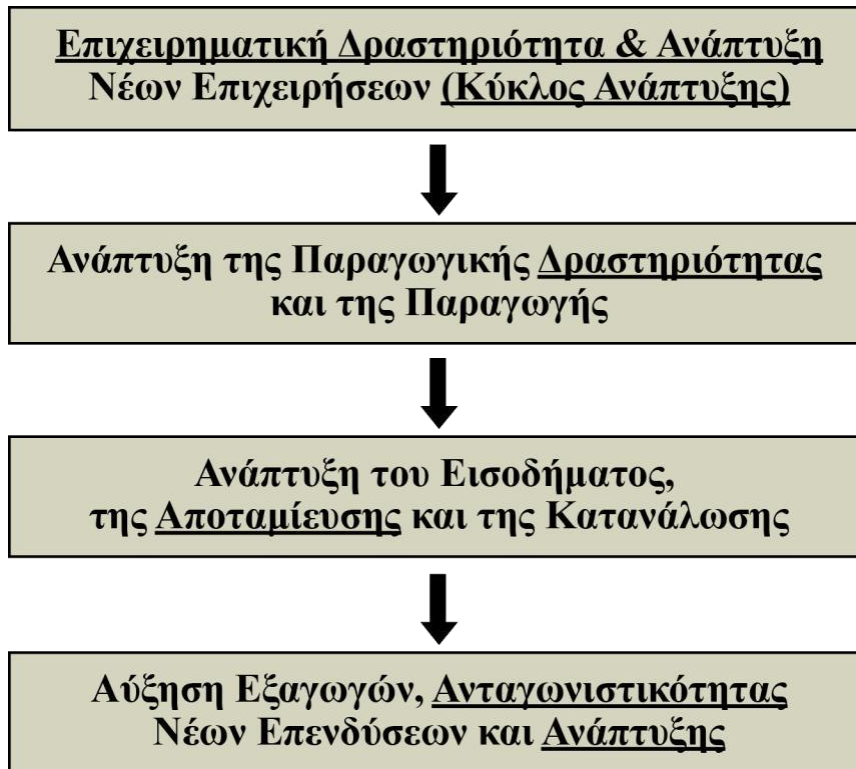 Επιχειρηματική Δραστηριότητα & Ανάπτυξη
Νέων Επιχειρήσεων (Κύκλος Ανάπτυξης)
Ανάπτυξη της Παραγωγικής Δραστηριότητας
και της Παραγωγής
Ανάπτυξη του Εισοδήματος,
της Αποταμίευσης και της Κατανάλωσης
Αύξηση Εξαγωγών, Ανταγωνιστικότητας
Νέων Επενδύσεων και Ανάπτυξης